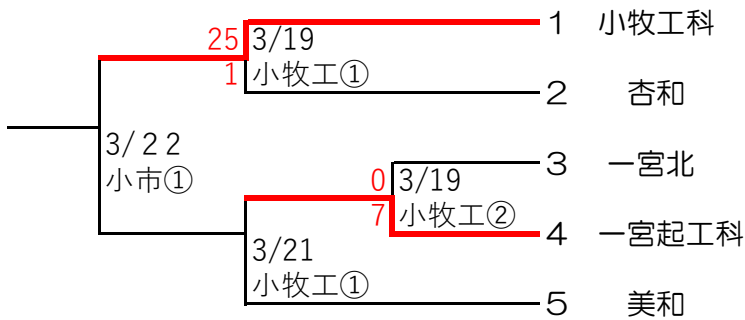 25 3/19 1 小牧工科
1 小牧工① 2 杏和
3/22
小市①
0 3/19 3 一宮北
7 小牧工② 4 一宮起工科
3/21
小牧工① 5 美和